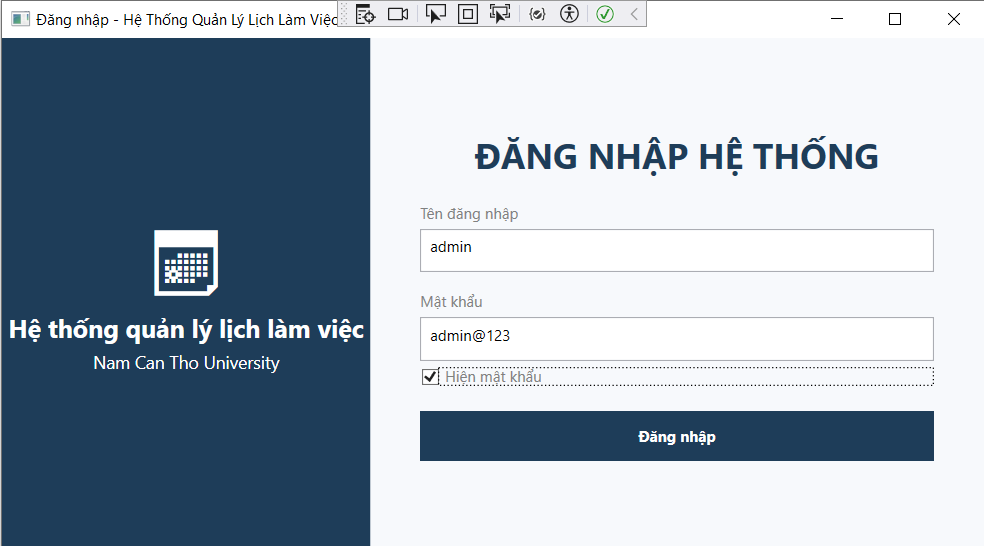 Đăng nhập - Hệ Thống Quản Lý Lịch Làm Việc
Hệ thống quản lý lịch làm việc
Nam Can Tho University
ĐĂNG NHẬP HỆ THỐNG
Tên đăng nhập
admin
Mật khẩu
admin@123
Hiện mật khẩu
Đăng nhập